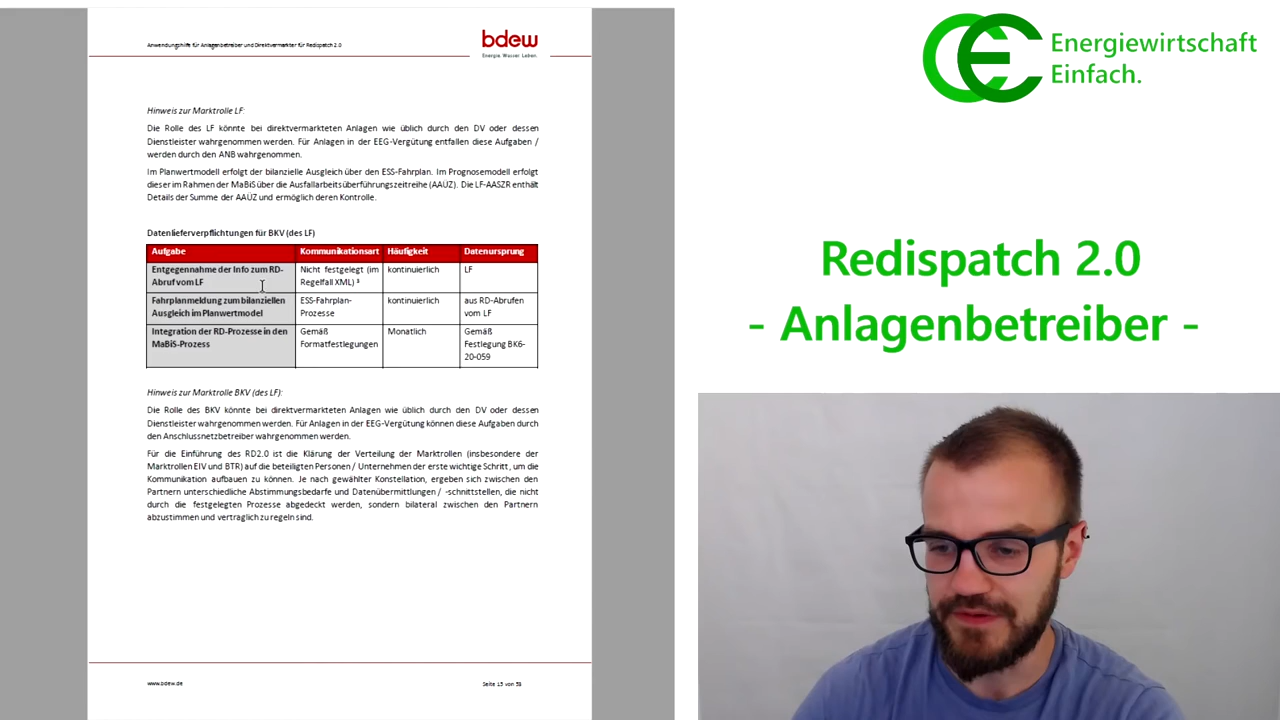 Anwendungshilfe für Anlagenbetreiber und Direktvermarkter für Redispatch 2.0
bdew
Energie. Wasser. Leben.
Hinweis zur Marktrolle LF:
Die Rolle des LF könnte bei direktvermarkteten Anlagen wie üblich durch den DV oder dessen
Dienstleister wahrgenommen werden. Für Anlagen in der EEG-Vergütung entfallen diese Aufgaben /
werden durch den ANB wahrgenommen.
Im Planwertmodell erfolgt der bilanzielle Ausgleich über den ESS-Fahrplan. Im Prognosemodell erfolgt
dieser im Rahmen der MaBiS über die Ausfallarbeitsüberführungszeitreihe (AAÜZ). Die LF-AASZR enthält
Details der Summe der AAÜZ und ermöglich deren Kontrolle.
Datenlieferverpflichtungen für BKV (des LF)
Aufgabe Kommunikationsart Häufigkeit Datenursprung
Entgegennahme der Info zum RD- Nicht festgelegt (im kontinuierlich LF
Abruf vom LF Regelfall XML) ³
Fahrplanmeldung zum bilanziellen ESS-Fahrplan- kontinuierlich aus RD-Abrufen
Ausgleich im Planwertmodell Prozesse vom LF
Integration der RD-Prozesse in den Gemäß Monatlich Gemäß
MaBiS-Prozess Formatfestlegungen Festlegung BK6-
20-059
Hinweis zur Marktrolle BKV (des LF):
Die Rolle des BKV könnte bei direktvermarkteten Anlagen wie üblich durch den DV oder dessen
Dienstleister wahrgenommen werden. Für Anlagen in der EEG-Vergütung können diese Aufgaben durch
den Anschlussnetzbetreiber wahrgenommen werden.
Für die Einführung des RD2.0 ist die Klärung der Verteilung der Marktrollen (insbesondere der
Marktrollen EIV und BTR) auf die beteiligten Personen / Unternehmen der erste wichtige Schritt, um die
Kommunikation aufbauen zu können. Je nach gewählter Konstellation, ergeben sich zwischen den
Partnern unterschiedliche Abstimmungsbedarfe und Datenübermittlungen / -schnittstellen, die nicht
durch die festgelegten Prozesse abgedeckt werden, sondern bilateral zwischen den Partnern
abzustimmen und vertraglich zu regeln sind.
www.bdew.de
Energiewirtschaft
Einfach.
Redispatch 2.0
- Anlagenbetreiber -